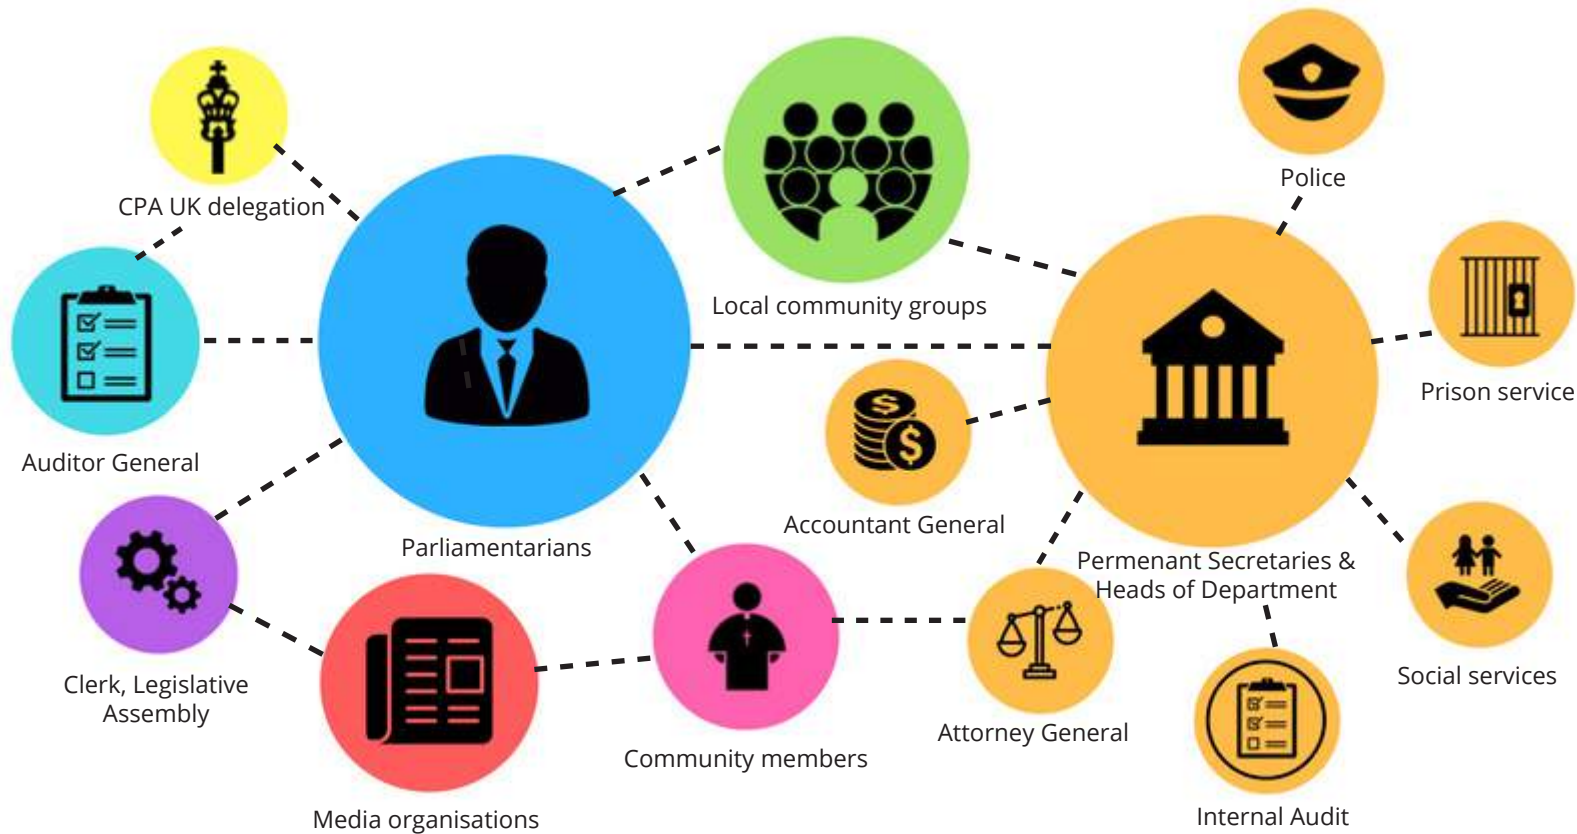 CPA UK delegation
Police
Local community groups
Prison service
Auditor General
Accountant General
Parliamentarians
Permenant Secretaries &
Heads of Department
Clerk, Legislative
Assembly
Social services
Attorney General
Community members
Media organisations
Internal Audit
$
$